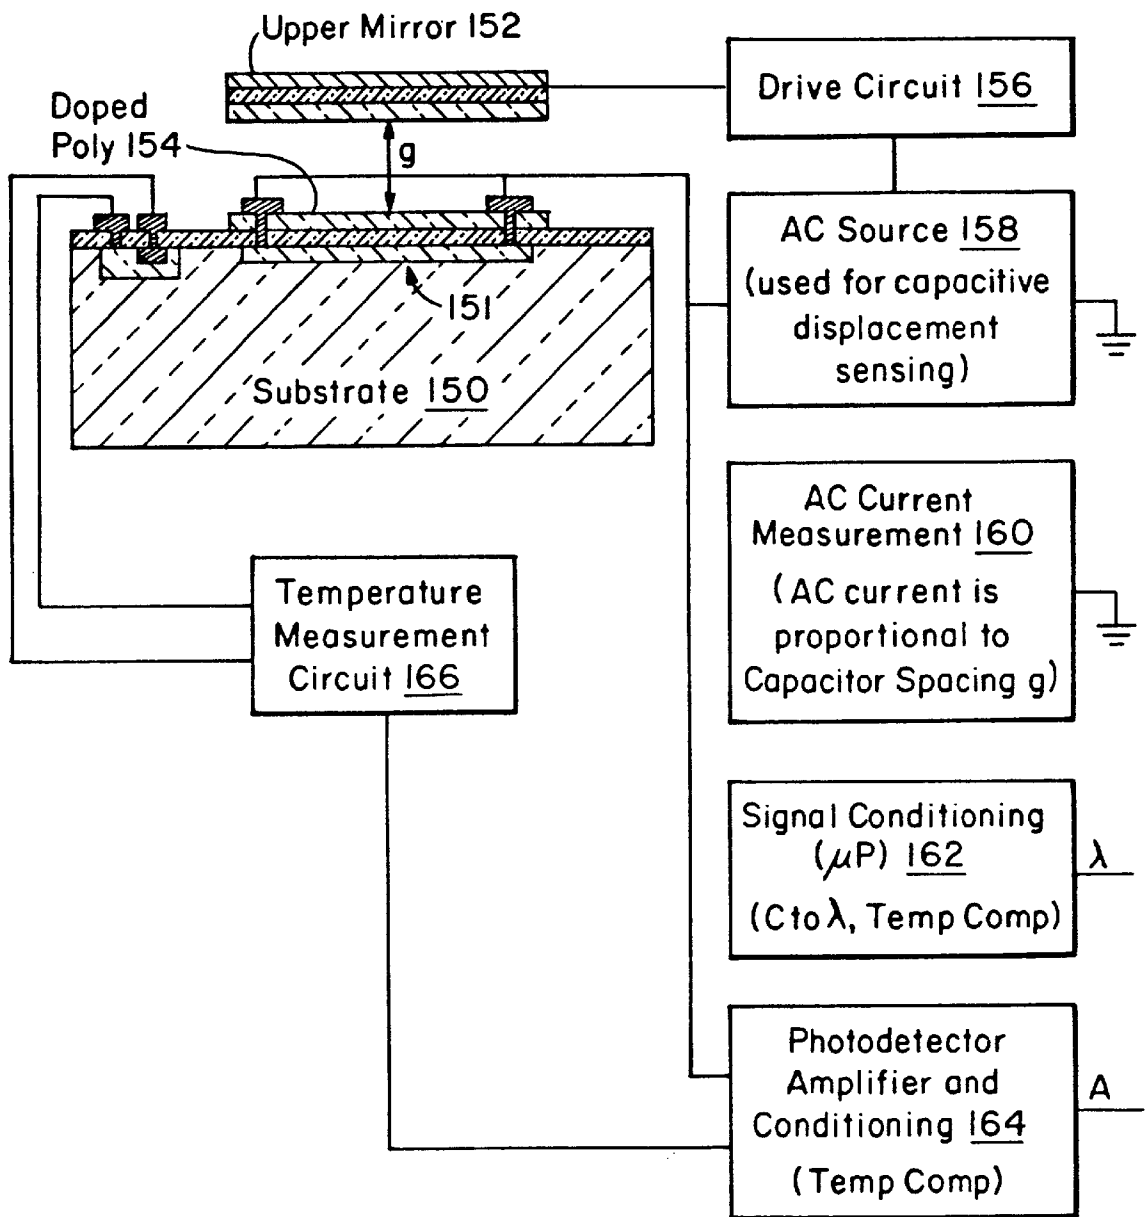 Upper Mirror 152
Doped
Poly 154
g
151
Substrate 150
Drive Circuit 156
AC Source 158
(used for capacitive
displacement
sensing)
AC Current
Measurement 160
(AC current is
proportional to
Capacitor Spacing g)
Temperature
Measurement
Circuit 166
Signal Conditioning
(μP) 162
(C to λ, Temp Comp)
λ
Photodetector
Amplifier and
Conditioning 164
(Temp Comp)
A